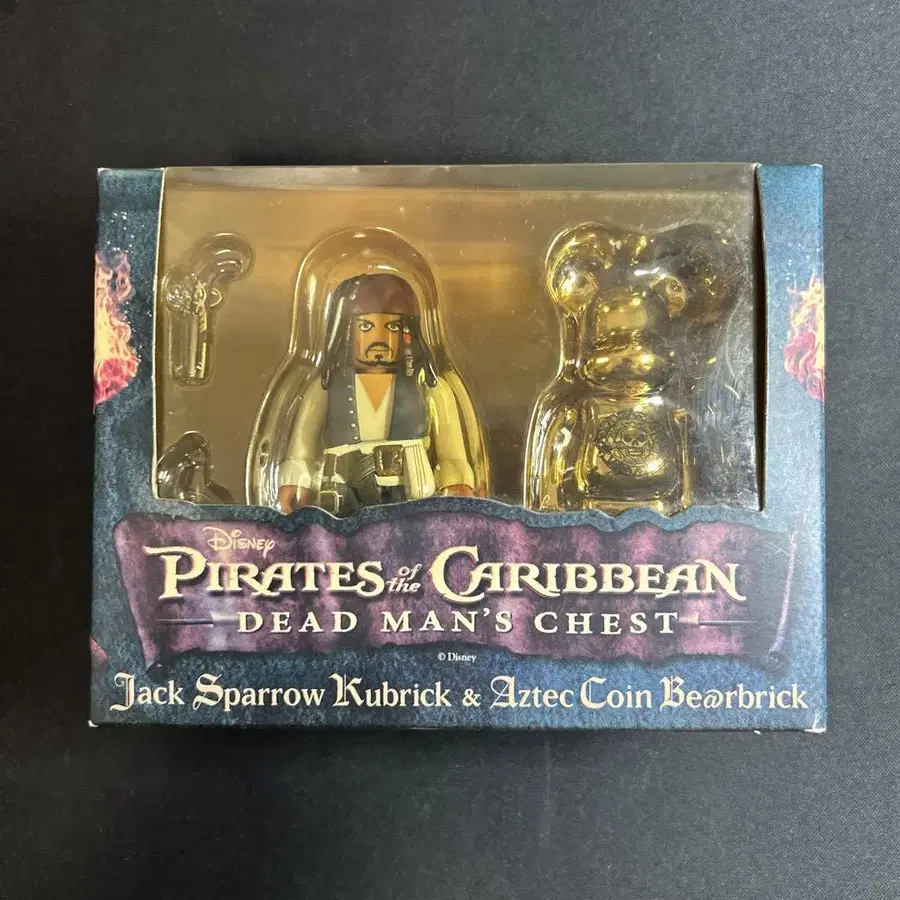 Disney
PIRATES of the CARIBBEAN
DEAD MAN'S CHEST
© Disney
Jack Sparrow Kubrick & Aztec Coin Be@rbrick